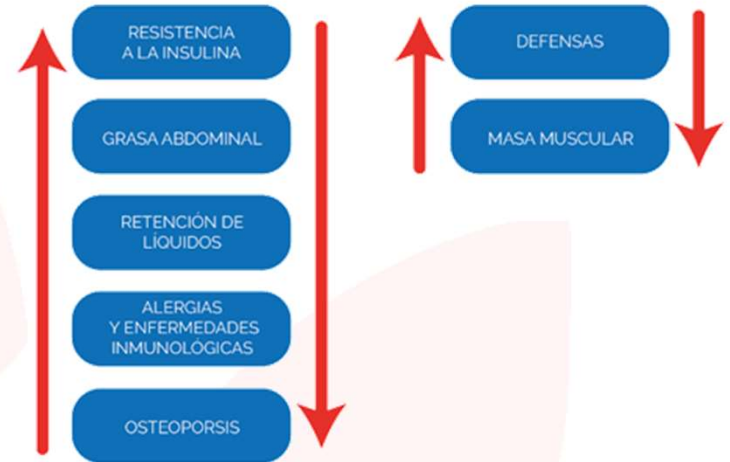 RESISTENCIA
A LA INSULINA
GRASA ABDOMINAL
RETENCIÓN DE
LÍQUIDOS
ALERGIAS
Y ENFERMEDADES
INMUNOLÓGICAS
OSTEOPORSIS
DEFENSAS
MASA MUSCULAR